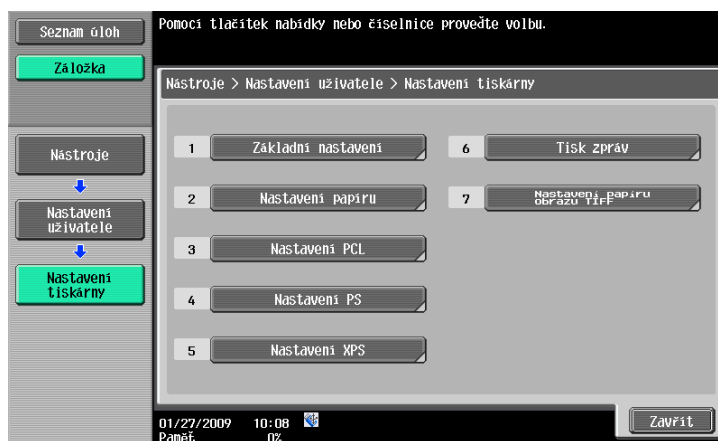 Seznam úloh
Pomocí tlačítek nabídky nebo číselnice proveďte volbu.
Záložka
Nástroje > Nastavení uživatele > Nastavení tiskárny
1 Základní nastavení
6 Tisk zpráv
Nástroje
2 Nastavení papíru
7 Nastavení papíru
obrazu TIFF
Nastavení
uživatele
3 Nastavení PCL
Nastavení
tiskárny
4 Nastavení PS
5 Nastavení XPS
Zavřít
01/27/2009 10:08
Paměť 0%